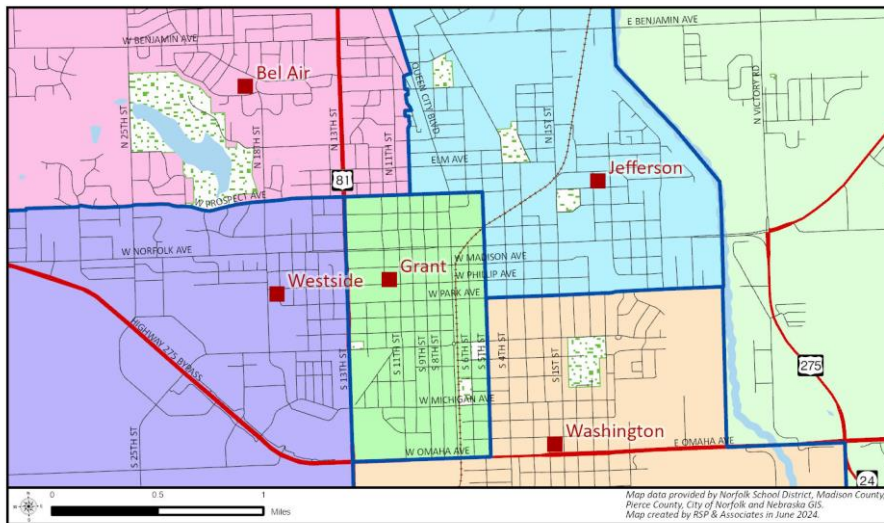 W BENJAMIN AVE
E BENJAMIN AVE
Bel Air
N 25TH ST
N 18TH ST
N 13TH ST
N 11TH ST
QUEEN CITY BLVD
N 1ST ST
N VICTORY RD
ELM AVE
Jefferson
81
W PROSPECT AVE
W NORFOLK AVE
W MADISON AVE
W PHILLIP AVE
Grant
Westside
W PARK AVE
HIGHWAY 275 BYPASS
S 13TH ST
S 11TH ST
S 9TH ST
S 8TH ST
S 6TH ST
S 5TH ST
S 4TH ST
S 1ST ST
275
W MICHIGAN AVE
Washington
S 25TH ST
W OMAHA AVE
E OMAHA AVE
24
0 0.5 1
Miles
Map data provided by Norfolk School District, Madison County,
Pierce County, City of Norfolk and Nebraska GIS.
Map created by RSP & Associates in June 2024.